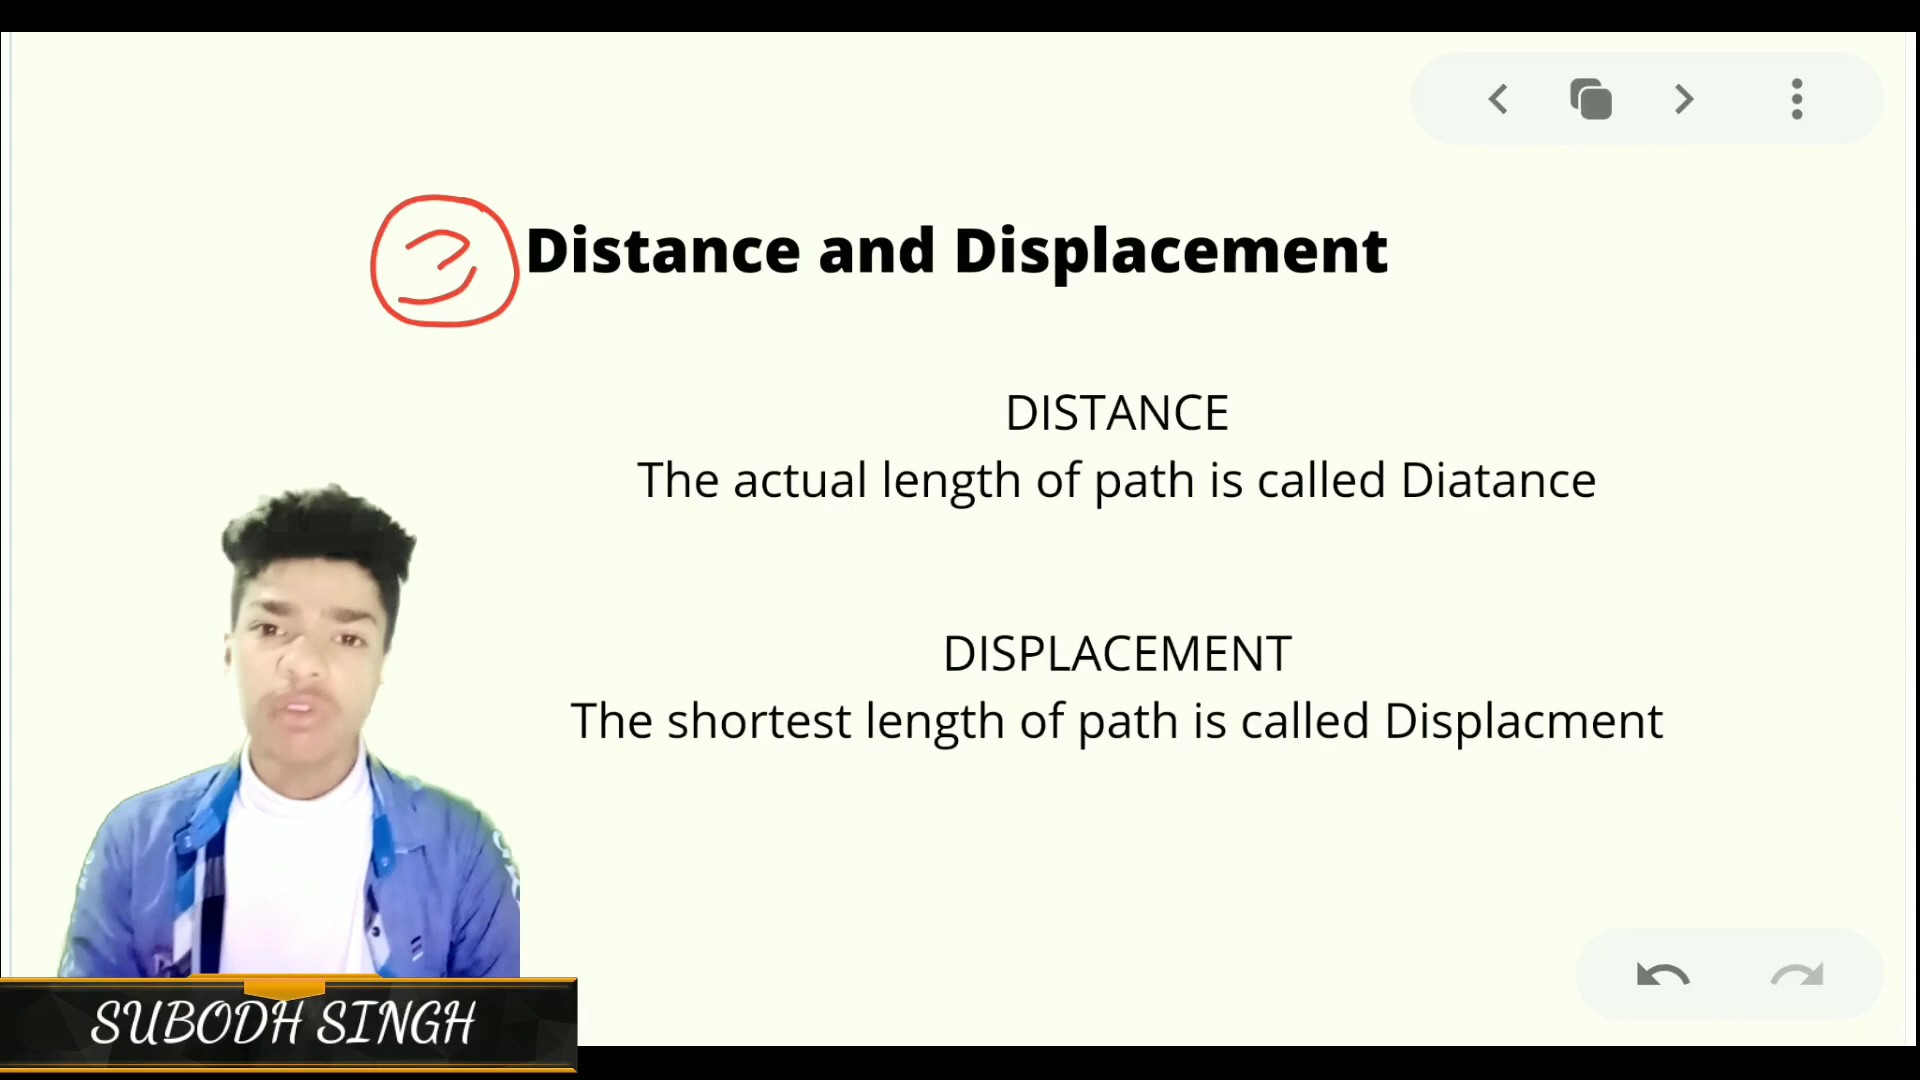 3 Distance and Displacement
DISTANCE
The actual length of path is called Diatance
DISPLACEMENT
The shortest length of path is called Displacment
SUBODH SINGH